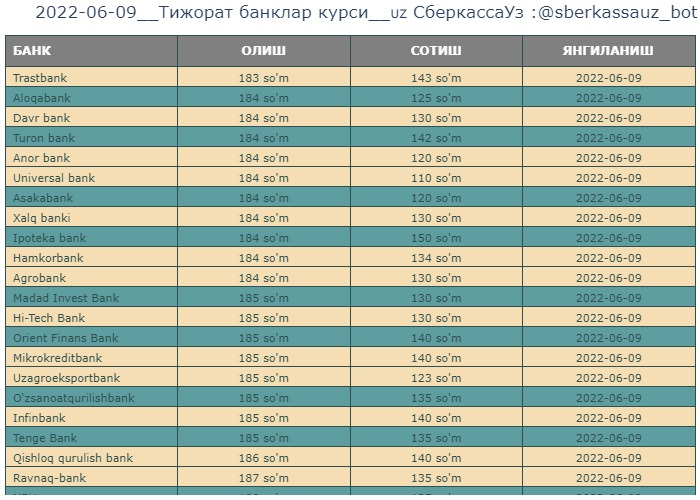 2022-06-09__Тижорат банклар курси__uz СберкассаУз :@sberkassauz_bot
БАНК ОЛИШ СОТИШ ЯНГИЛАНИШ
Trastbank 183 so'm 143 so'm 2022-06-09
Aloqabank 184 so'm 125 so'm 2022-06-09
Davr bank 184 so'm 130 so'm 2022-06-09
Turon bank 184 so'm 142 so'm 2022-06-09
Anor bank 184 so'm 120 so'm 2022-06-09
Universal bank 184 so'm 110 so'm 2022-06-09
Asakabank 184 so'm 120 so'm 2022-06-09
Xalq banki 184 so'm 130 so'm 2022-06-09
Ipoteka bank 184 so'm 150 so'm 2022-06-09
Hamkorbank 184 so'm 134 so'm 2022-06-09
Agrobank 184 so'm 130 so'm 2022-06-09
Madad Invest Bank 185 so'm 130 so'm 2022-06-09
Hi-Tech Bank 185 so'm 130 so'm 2022-06-09
Orient Finans Bank 185 so'm 140 so'm 2022-06-09
Mikrokreditbank 185 so'm 140 so'm 2022-06-09
Uzagroeksportbank 185 so'm 123 so'm 2022-06-09
O'zsanoatqurilishbank 185 so'm 135 so'm 2022-06-09
Infinbank 185 so'm 140 so'm 2022-06-09
Tenge Bank 185 so'm 135 so'm 2022-06-09
Qishloq qurulish bank 186 so'm 140 so'm 2022-06-09
Ravnaq-bank 187 so'm 135 so'm 2022-06-09